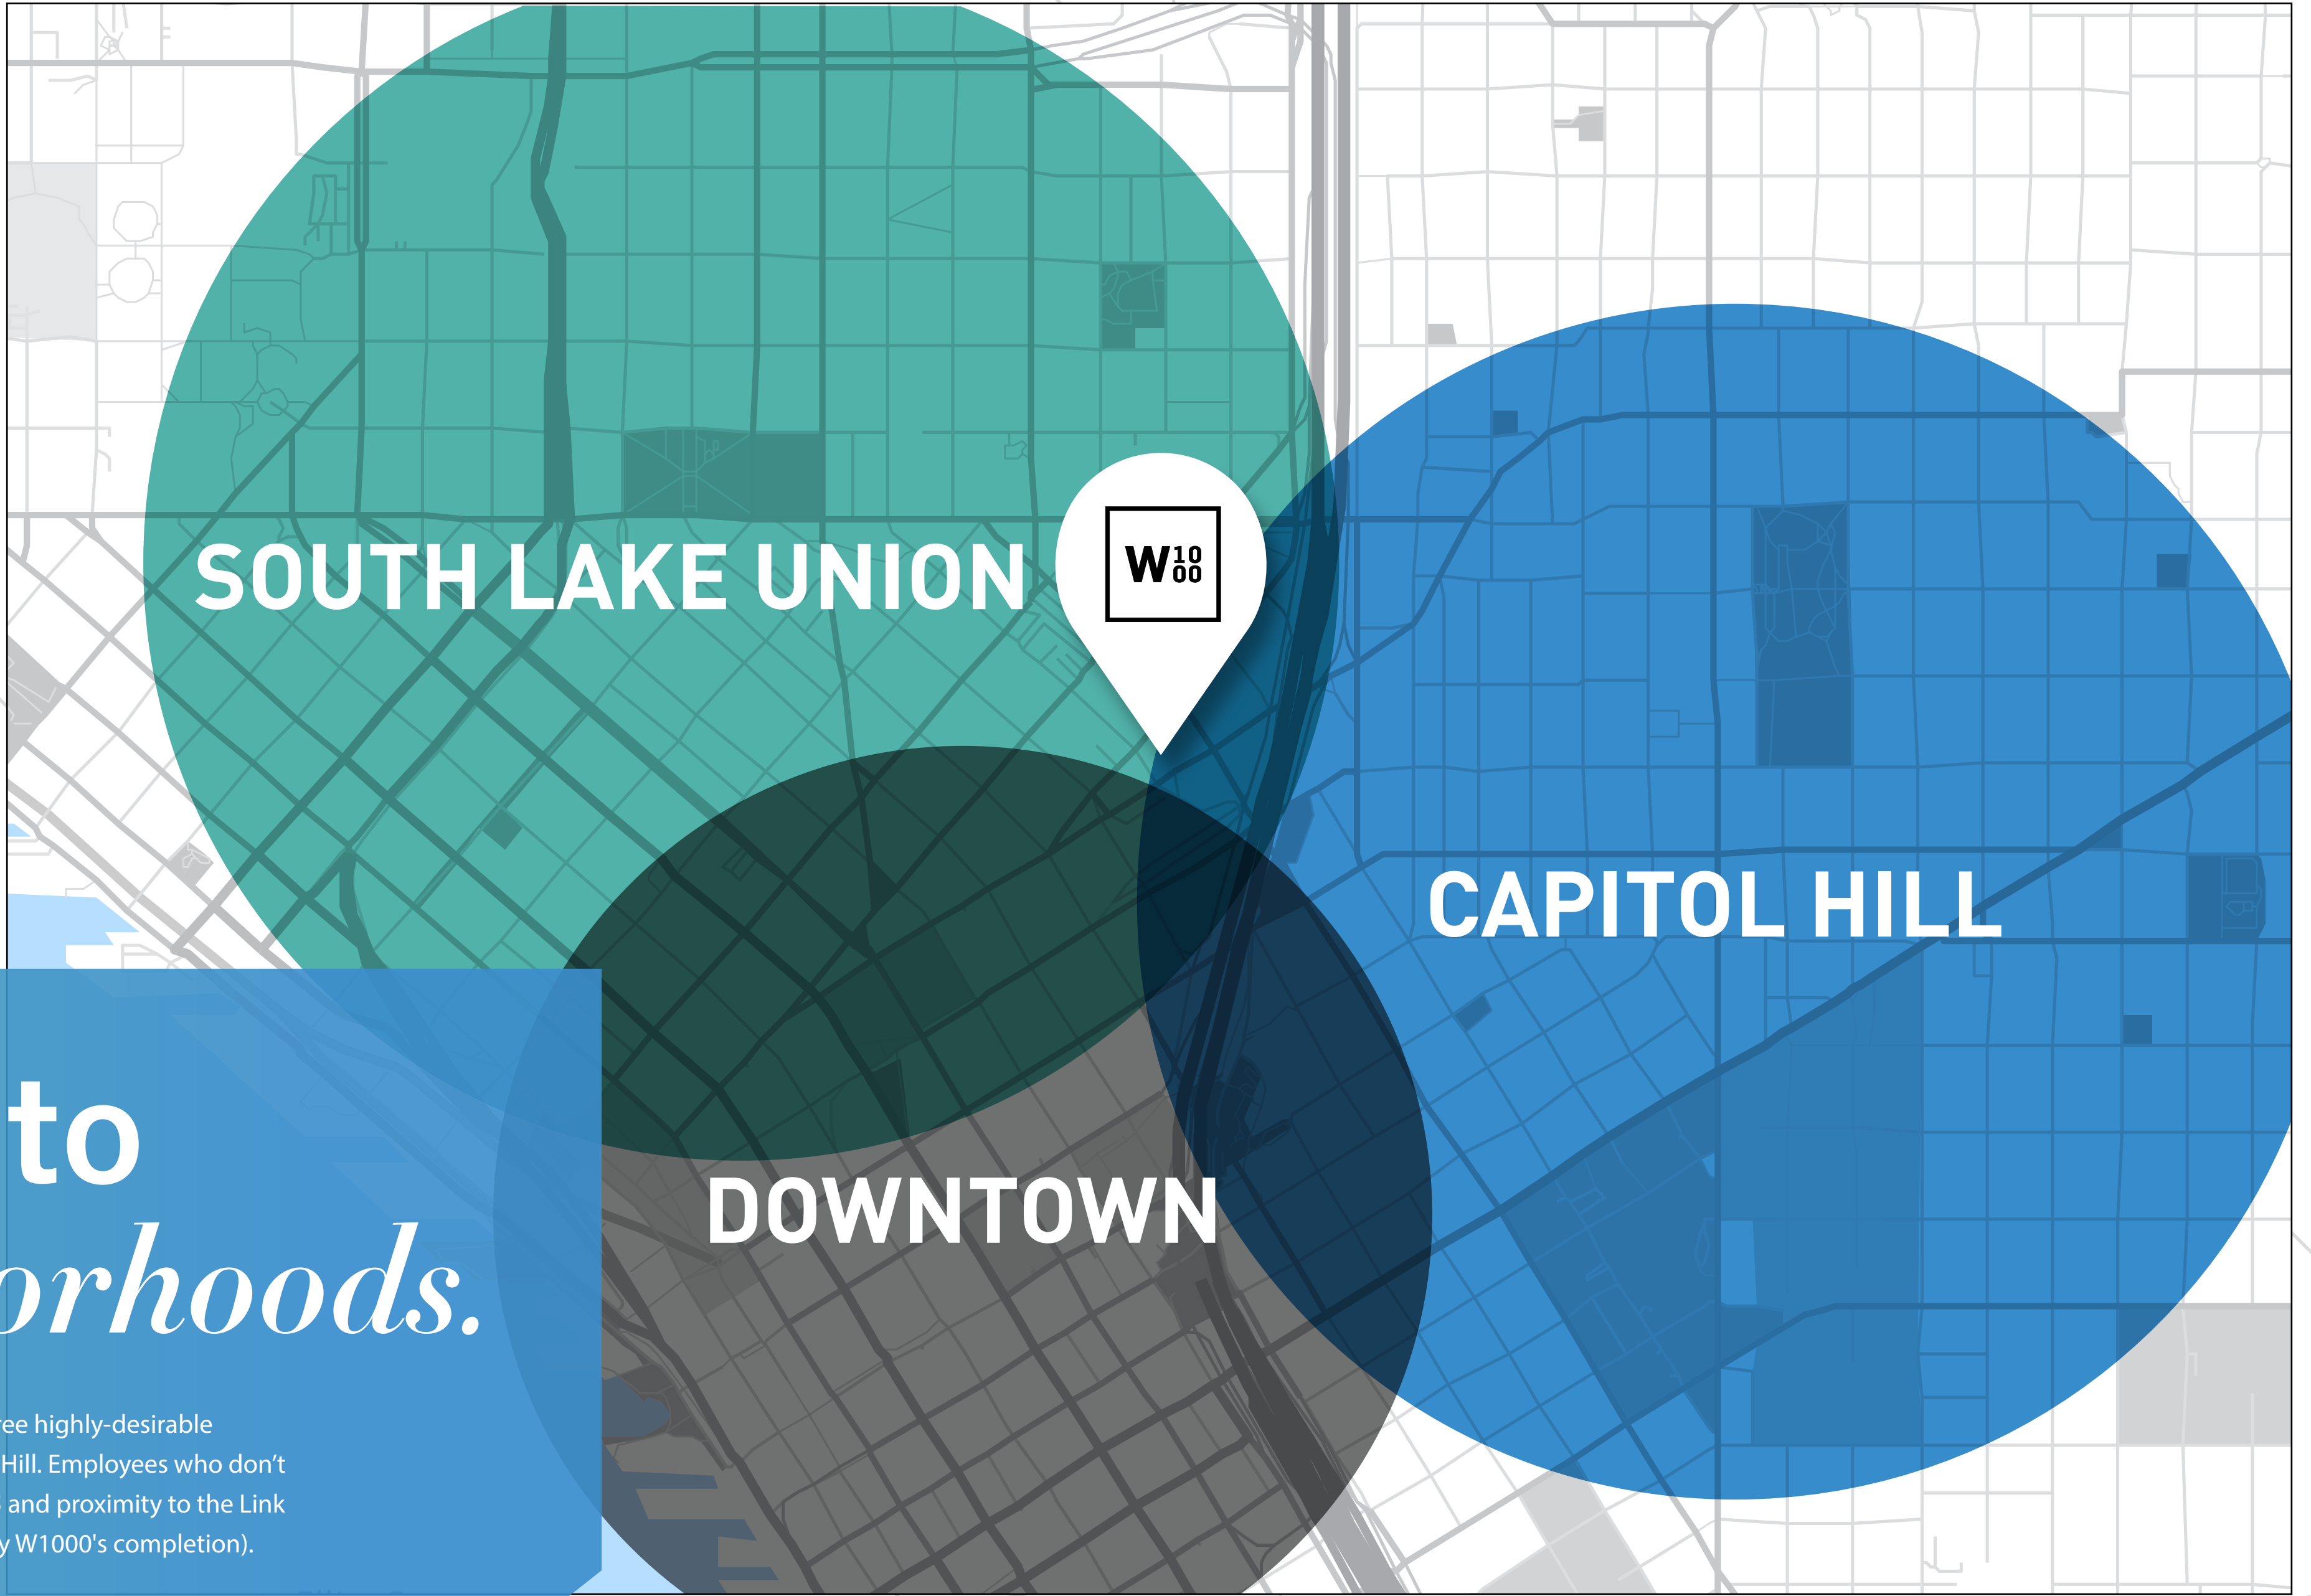 SOUTH LAKE UNION
W 10 00
CAPITOL HILL
DOWNTOWN
to
orhoods.
ee highly-desirable
Hill. Employees who don’t
and proximity to the Link
y W1000's completion).